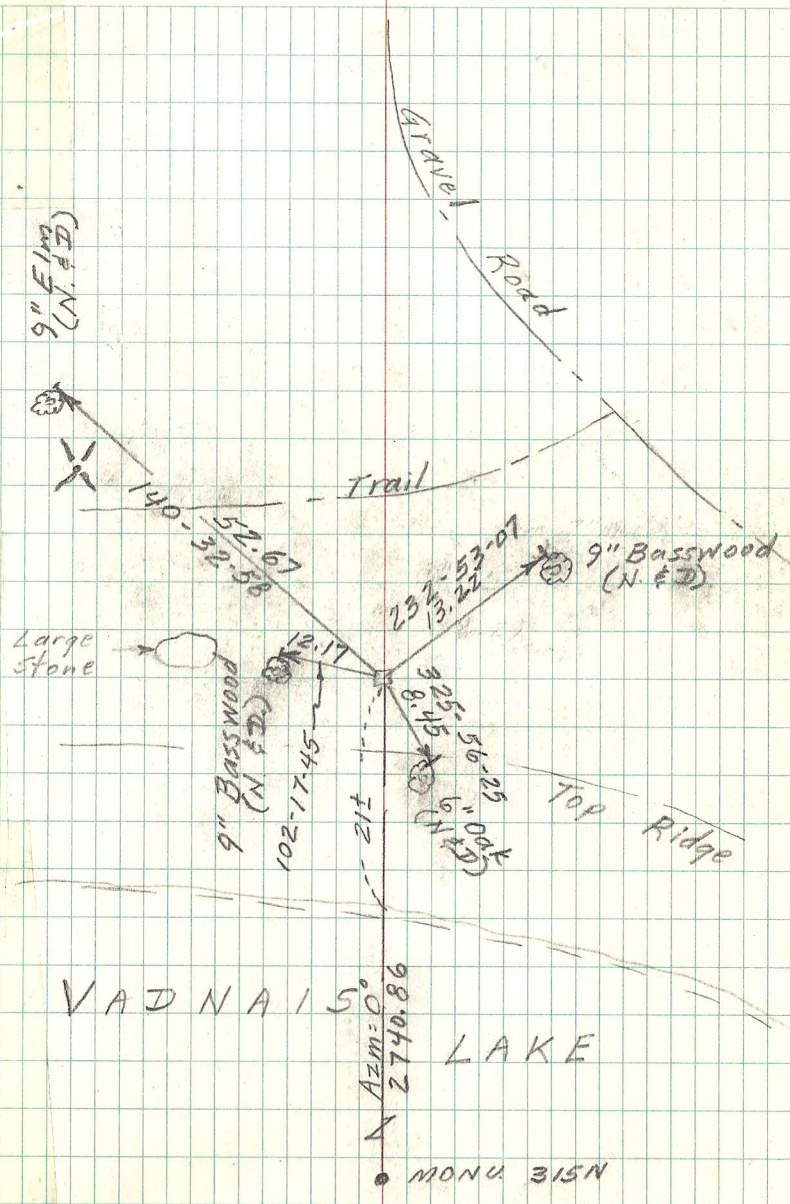 Gravel
Road
9" Elm
(N. & D)
Trail
140-32-58
52.67
232-53-07
13.22
9" Basswood
(N. & D)
Large
Stone
12.17
9" Basswood
(N & D.)
102-17-45
325-56-25
8.45
" Oak
(N & D)
21±
Top Ridge
VADNAIS LAKE
Azm=0°
2740.86
MONU. 315N